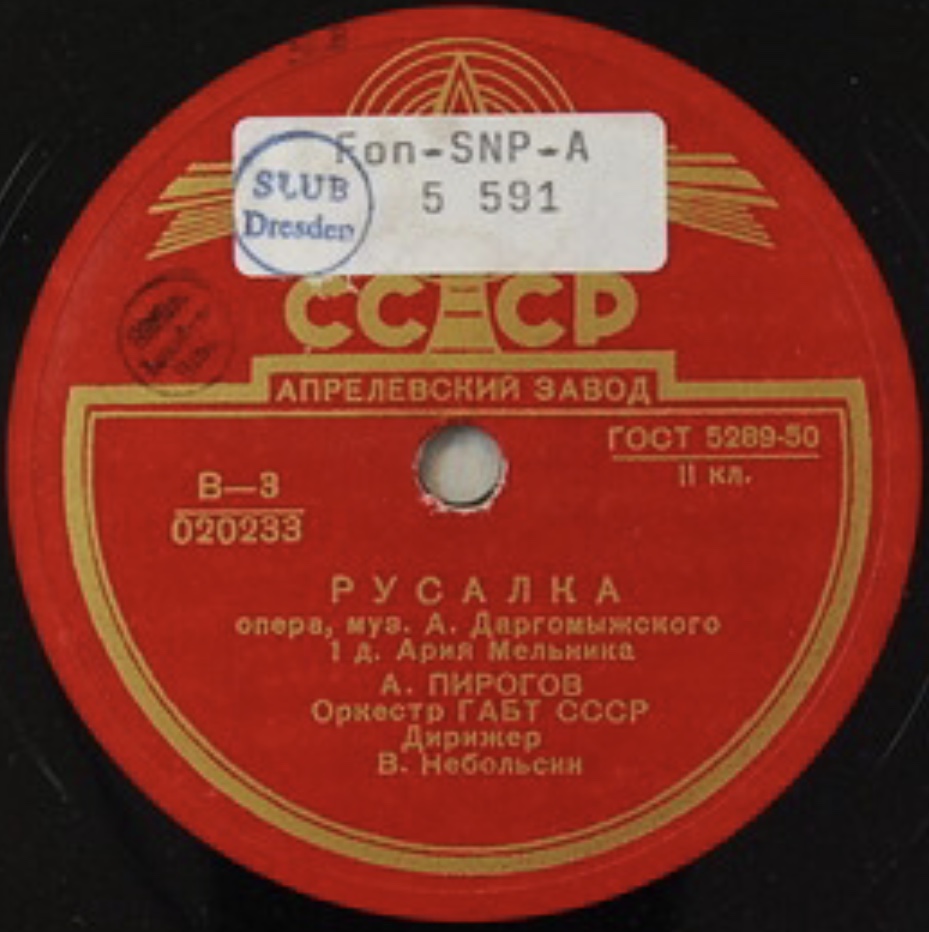 Fon-SNP-A
5 591
SLUB
Dresden
СССР
АПРЕЛЕВСКИЙ ЗАВОД
ГОСТ 5289-50
II кл.
В—3
020233
РУСАЛКА
опера, муз. А. Даргомыжского
1 д. Ария Мельника
А. ПИРОГОВ
Оркестр ГАБТ СССР
Дирижер
В. Небольсин